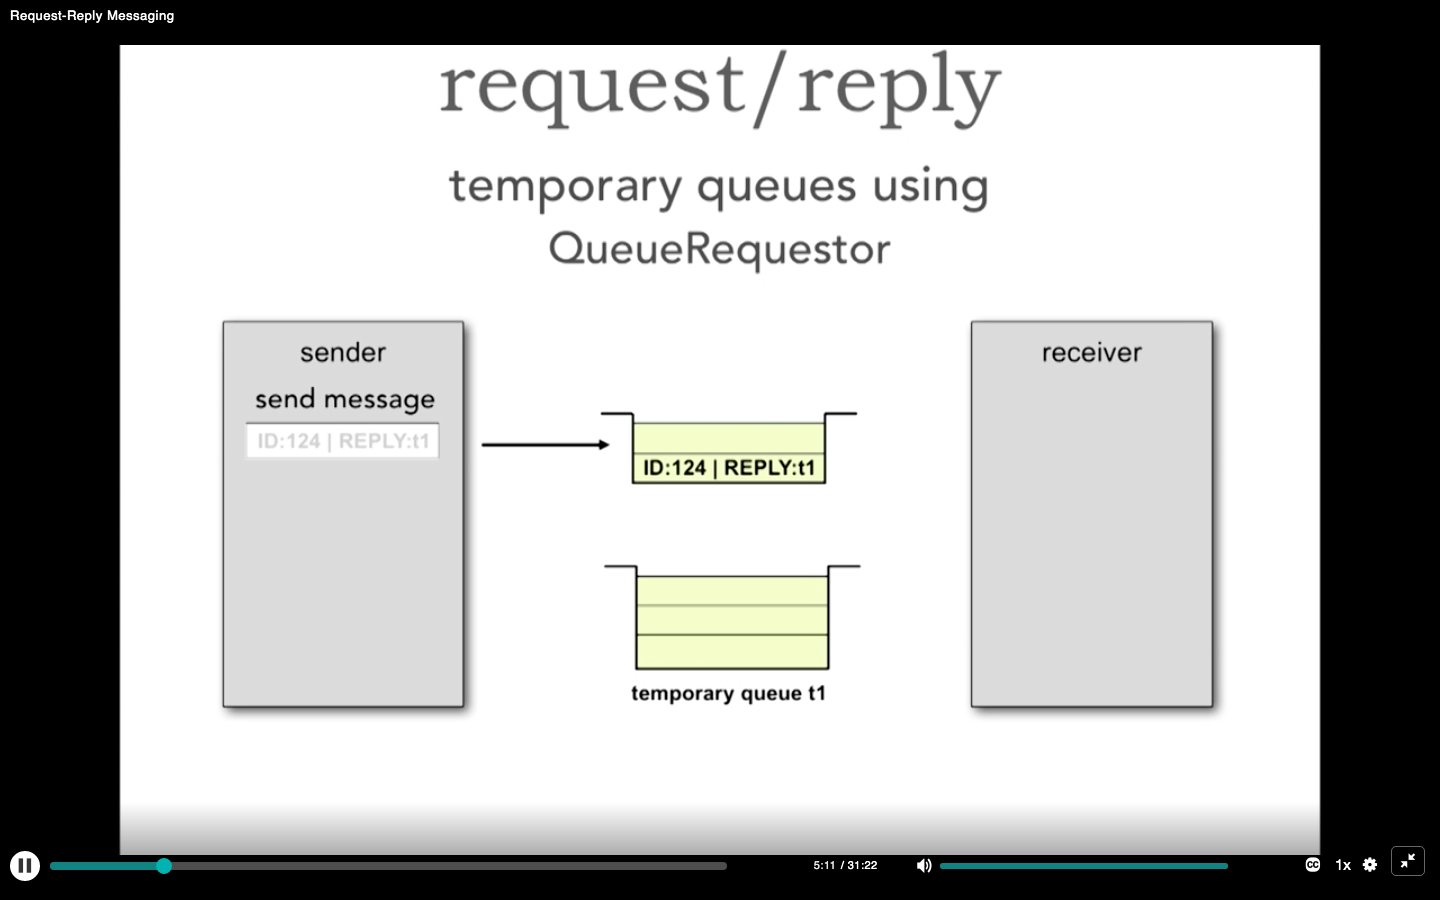 Request-Reply Messaging
request/reply
temporary queues using
QueueRequestor
sender
send message
ID:124 | REPLY:t1
receiver
ID:124 | REPLY:t1
temporary queue t1
5:11 / 31:22
CC
1x